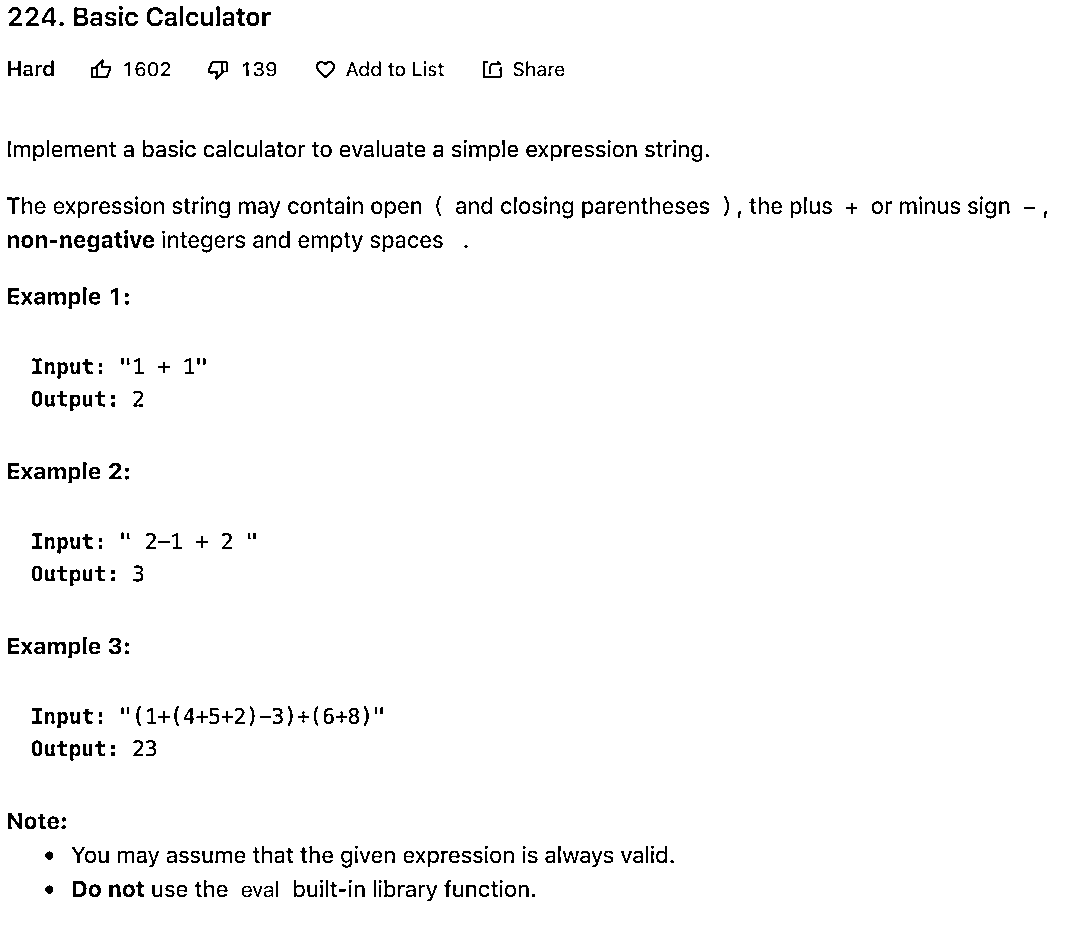 224. Basic Calculator
Hard 1602 139 Add to List Share
Implement a basic calculator to evaluate a simple expression string.
The expression string may contain open ( and closing parentheses ), the plus + or minus sign -,
non-negative integers and empty spaces .
Example 1:
Input: "1 + 1"
Output: 2
Example 2:
Input: " 2-1 + 2 "
Output: 3
Example 3:
Input: "(1+(4+5+2)-3)+(6+8)"
Output: 23
Note:
• You may assume that the given expression is always valid.
• Do not use the eval built-in library function.